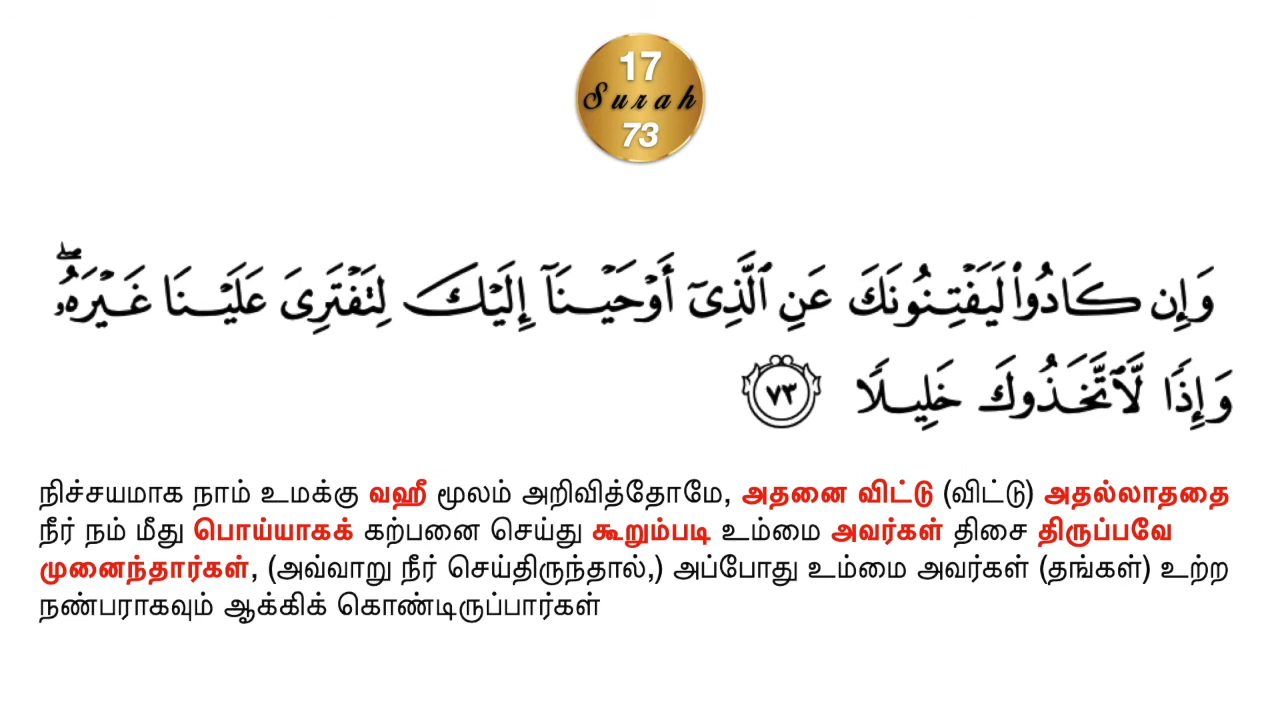 17
Surah
73
وَإِن كَادُوا۟ لَيَفْتِنُونَكَ عَنِ ٱلَّذِىٓ أَوْحَيْنَآ إِلَيْكَ لِتَفْتَرِىَ عَلَيْنَا غَيْرَهُۥ ۖ
وَإِذًا لَّٱتَّخَذُوكَ خَلِيلًا ٧٣
நிச்சயமாக நாம் உமக்கு வஹீ மூலம் அறிவித்தோமே, அதனை விட்டு (விட்டு) அதல்லாததை
நீர் நம் மீது பொய்யாகக் கற்பனை செய்து கூறும்படி உம்மை அவர்கள் திசை திருப்பவே
முனைந்தார்கள், (அவ்வாறு நீர் செய்திருந்தால்,) அப்போது உம்மை அவர்கள் (தங்கள்) உற்ற
நண்பராகவும் ஆக்கிக் கொண்டிருப்பார்கள்